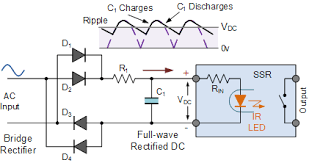 C1 Charges
C1 Discharges
Ripple
VDC
0v
D1
D2
D3
D4
R1
C1
VDC
AC
Input
Bridge
Rectifier
Full-wave
Rectified DC
SSR
RIN
IR
LED
Output